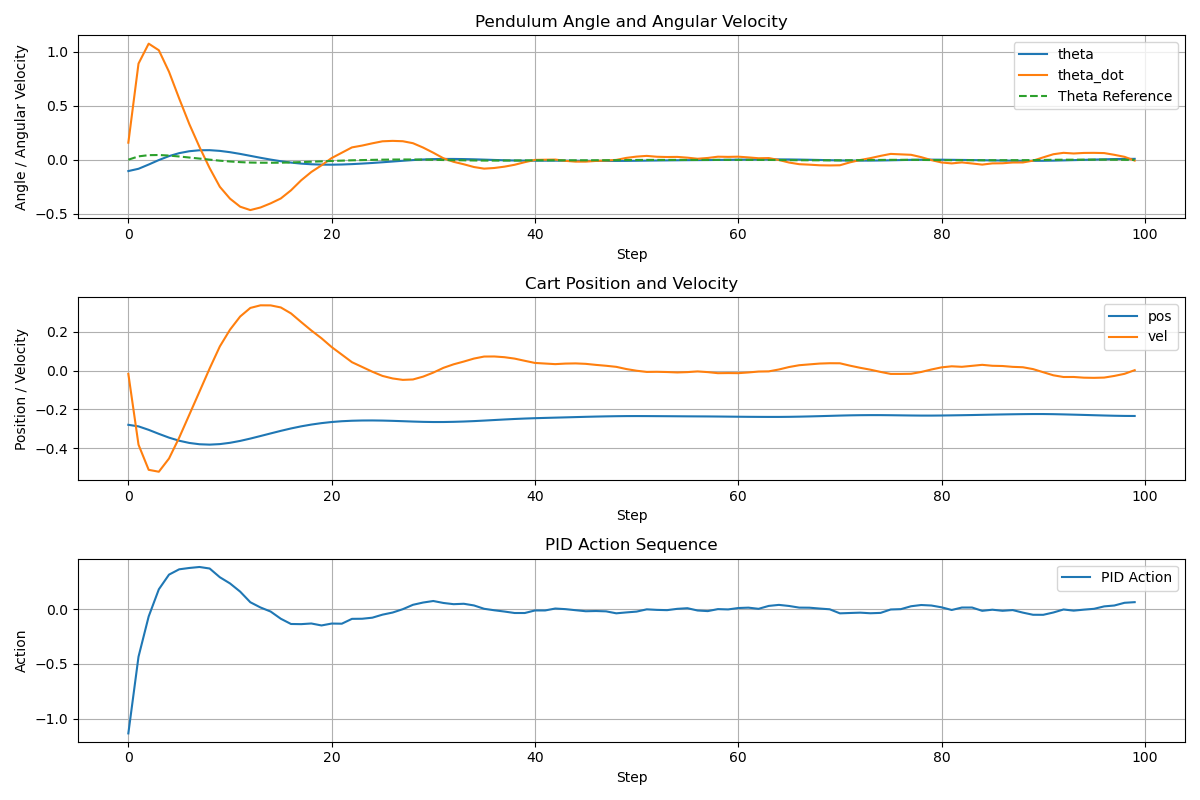 Pendulum Angle and Angular Velocity
Angle / Angular Velocity
1.0
0.5
0.0
−0.5
theta
theta_dot
Theta Reference
0 20 40 60 80 100
Step
Cart Position and Velocity
Position / Velocity
0.2
0.0
−0.2
−0.4
pos
vel
0 20 40 60 80 100
Step
PID Action Sequence
Action
0.0
−0.5
−1.0
PID Action
0 20 40 60 80 100
Step